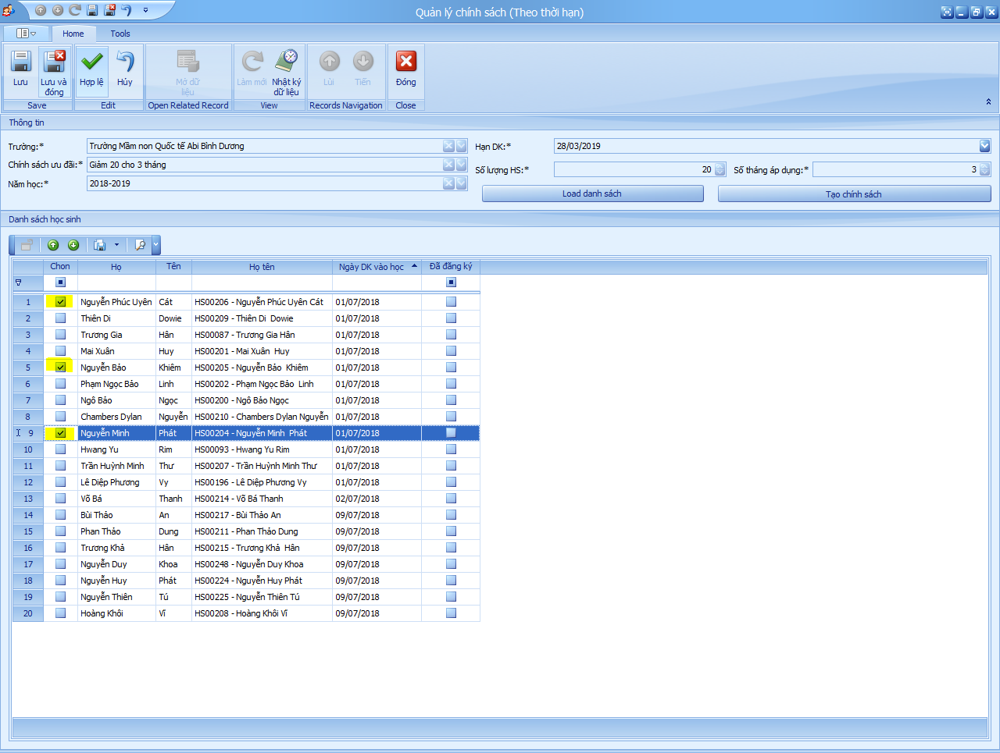 Quản lý chính sách (Theo thời hạn)
Home Tools
Lưu Lưu và đóng Hợp lệ Hủy Mở dữ liệu Làm mới Nhật ký dữ liệu Lùi Tiến Đóng
Save Edit Open Related Record View Records Navigation Close
Thông tin
Trường:* Trường Mầm non Quốc tế Abi Bình Dương Hạn DK:* 28/03/2019
Chính sách ưu đãi:* Giảm 20 cho 3 tháng Số lượng HS:* 20 Số tháng áp dụng:* 3
Năm học:* 2018-2019 Load danh sách Tạo chính sách
Danh sách học sinh
Chon Họ Tên Họ tên Ngày DK vào học Đã đăng ký
1 Nguyễn Phúc Uyên Cát HS00206 - Nguyễn Phúc Uyên Cát 01/07/2018
2 Thiên Di Dowie HS00209 - Thiên Di Dowie 01/07/2018
3 Trương Gia Hân HS00087 - Trương Gia Hân 01/07/2018
4 Mai Xuân Huy HS00201 - Mai Xuân Huy 01/07/2018
5 Nguyễn Bảo Khiêm HS00205 - Nguyễn Bảo Khiêm 01/07/2018
6 Phạm Ngọc Bảo Linh HS00202 - Phạm Ngọc Bảo Linh 01/07/2018
7 Ngô Bảo Ngọc HS00200 - Ngô Bảo Ngọc 01/07/2018
8 Chambers Dylan Nguyễn HS00210 - Chambers Dylan Nguyễn 01/07/2018
9 Nguyễn Minh Phát HS00204 - Nguyễn Minh Phát 01/07/2018
10 Hwang Yu Rim HS00093 - Hwang Yu Rim 01/07/2018
11 Trần Huỳnh Minh Thư HS00207 - Trần Huỳnh Minh Thư 01/07/2018
12 Lê Diệp Phương Vy HS00196 - Lê Diệp Phương Vy 01/07/2018
13 Võ Bá Thanh HS00214 - Võ Bá Thanh 02/07/2018
14 Bùi Thảo An HS00217 - Bùi Thảo An 09/07/2018
15 Phan Thảo Dung HS00211 - Phan Thảo Dung 09/07/2018
16 Trương Khả Hân HS00215 - Trương Khả Hân 09/07/2018
17 Nguyễn Duy Khoa HS00248 - Nguyễn Duy Khoa 09/07/2018
18 Nguyễn Huy Phát HS00224 - Nguyễn Huy Phát 09/07/2018
19 Nguyễn Thiên Tú HS00225 - Nguyễn Thiên Tú 09/07/2018
20 Hoàng Khôi Vĩ HS00208 - Hoàng Khôi Vĩ 09/07/2018